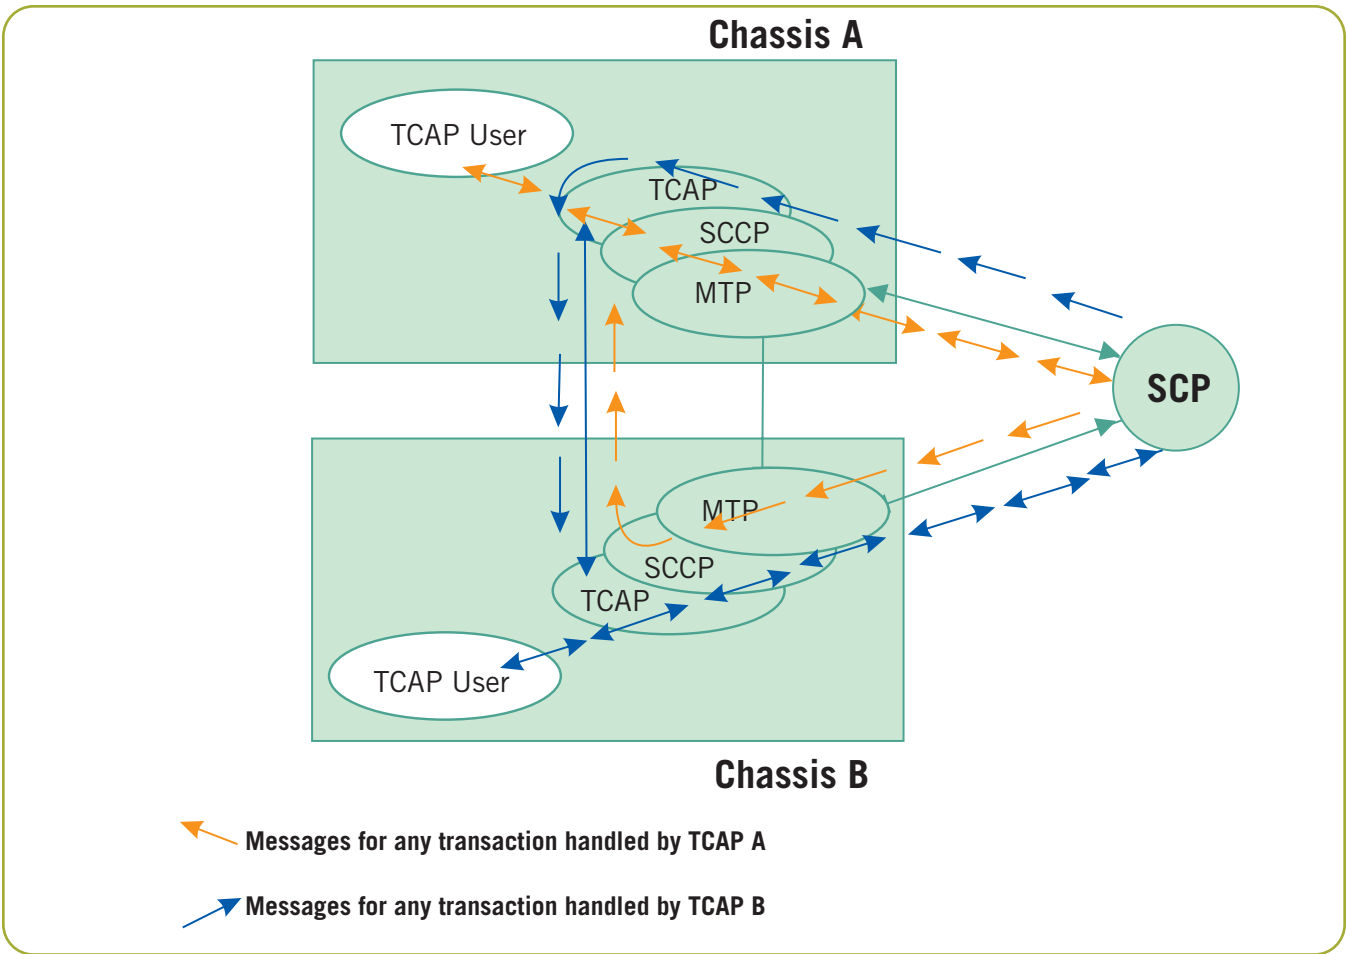 Chassis A
TCAP User
TCAP
SCCP
MTP
SCP
MTP
SCCP
TCAP
TCAP User
Chassis B
Messages for any transaction handled by TCAP A
Messages for any transaction handled by TCAP B